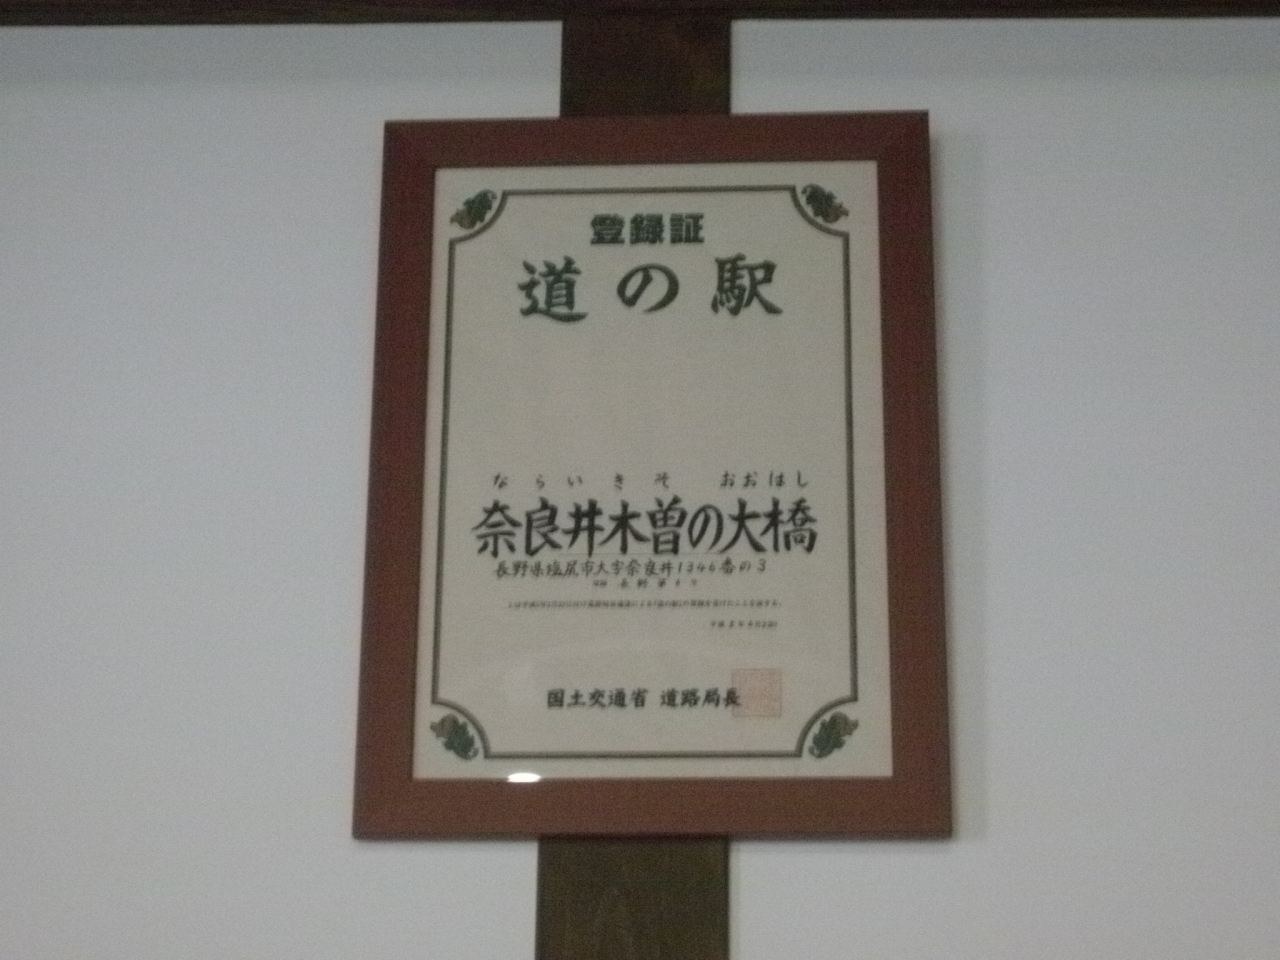 登録証
道の駅
ならいきそ おおはし
奈良井木曽の大橋
長野県塩尻市大字奈良井1346番の3
国土交通省 道路局長